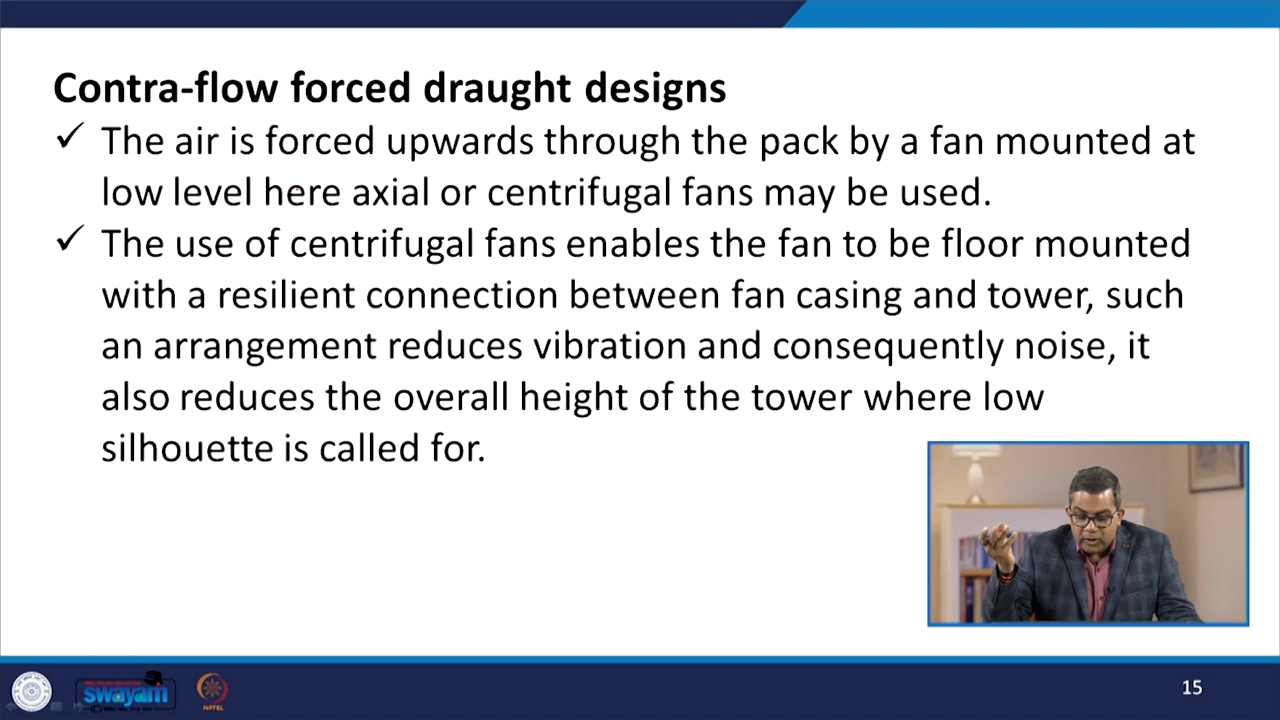 Contra-flow forced draught designs
✓ The air is forced upwards through the pack by a fan mounted at
low level here axial or centrifugal fans may be used.
✓ The use of centrifugal fans enables the fan to be floor mounted
with a resilient connection between fan casing and tower, such
an arrangement reduces vibration and consequently noise, it
also reduces the overall height of the tower where low
silhouette is called for.
swayam
NPTEL
15